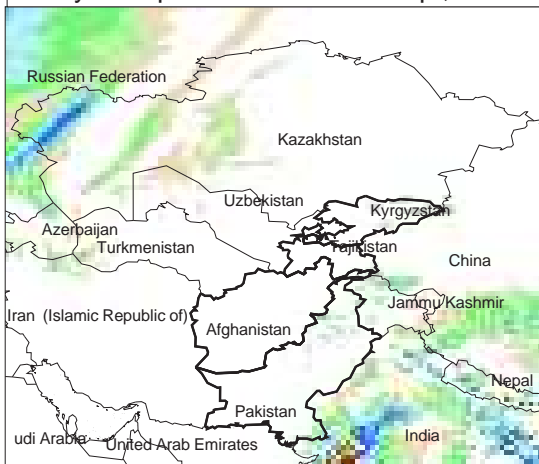 Russian Federation
Kazakhstan
Uzbekistan
Kyrgyzstan
Azerbaijan
Turkmenistan
Tajikistan
China
Jammu Kashmir
Iran (Islamic Republic of)
Afghanistan
Nepal
Pakistan
udi Arabia
United Arab Emirates
India